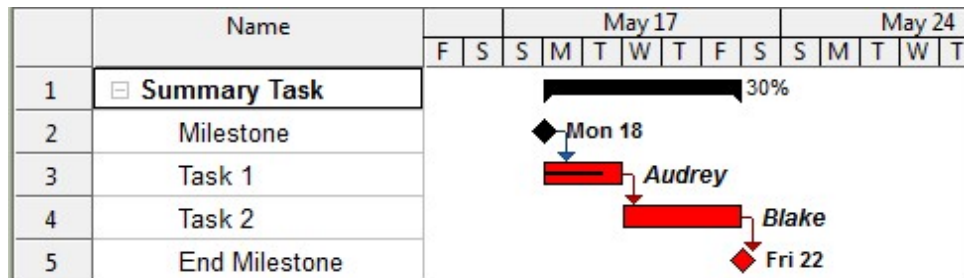 Name May 17 May 24
F S S M T W T F S S M T W T
1 Summary Task 30%
2 Milestone Mon 18
3 Task 1 Audrey
4 Task 2 Blake
5 End Milestone Fri 22